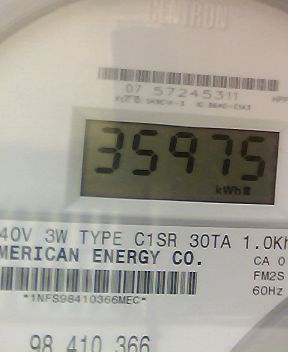 CENTRON
07 57245311
35975
kWh
40V 3W TYPE C1SR 30TA 1.0Kh
MERICAN ENERGY CO.
CA 0
FM2S
60Hz
*1NFS98410366MEC*
98 410 366